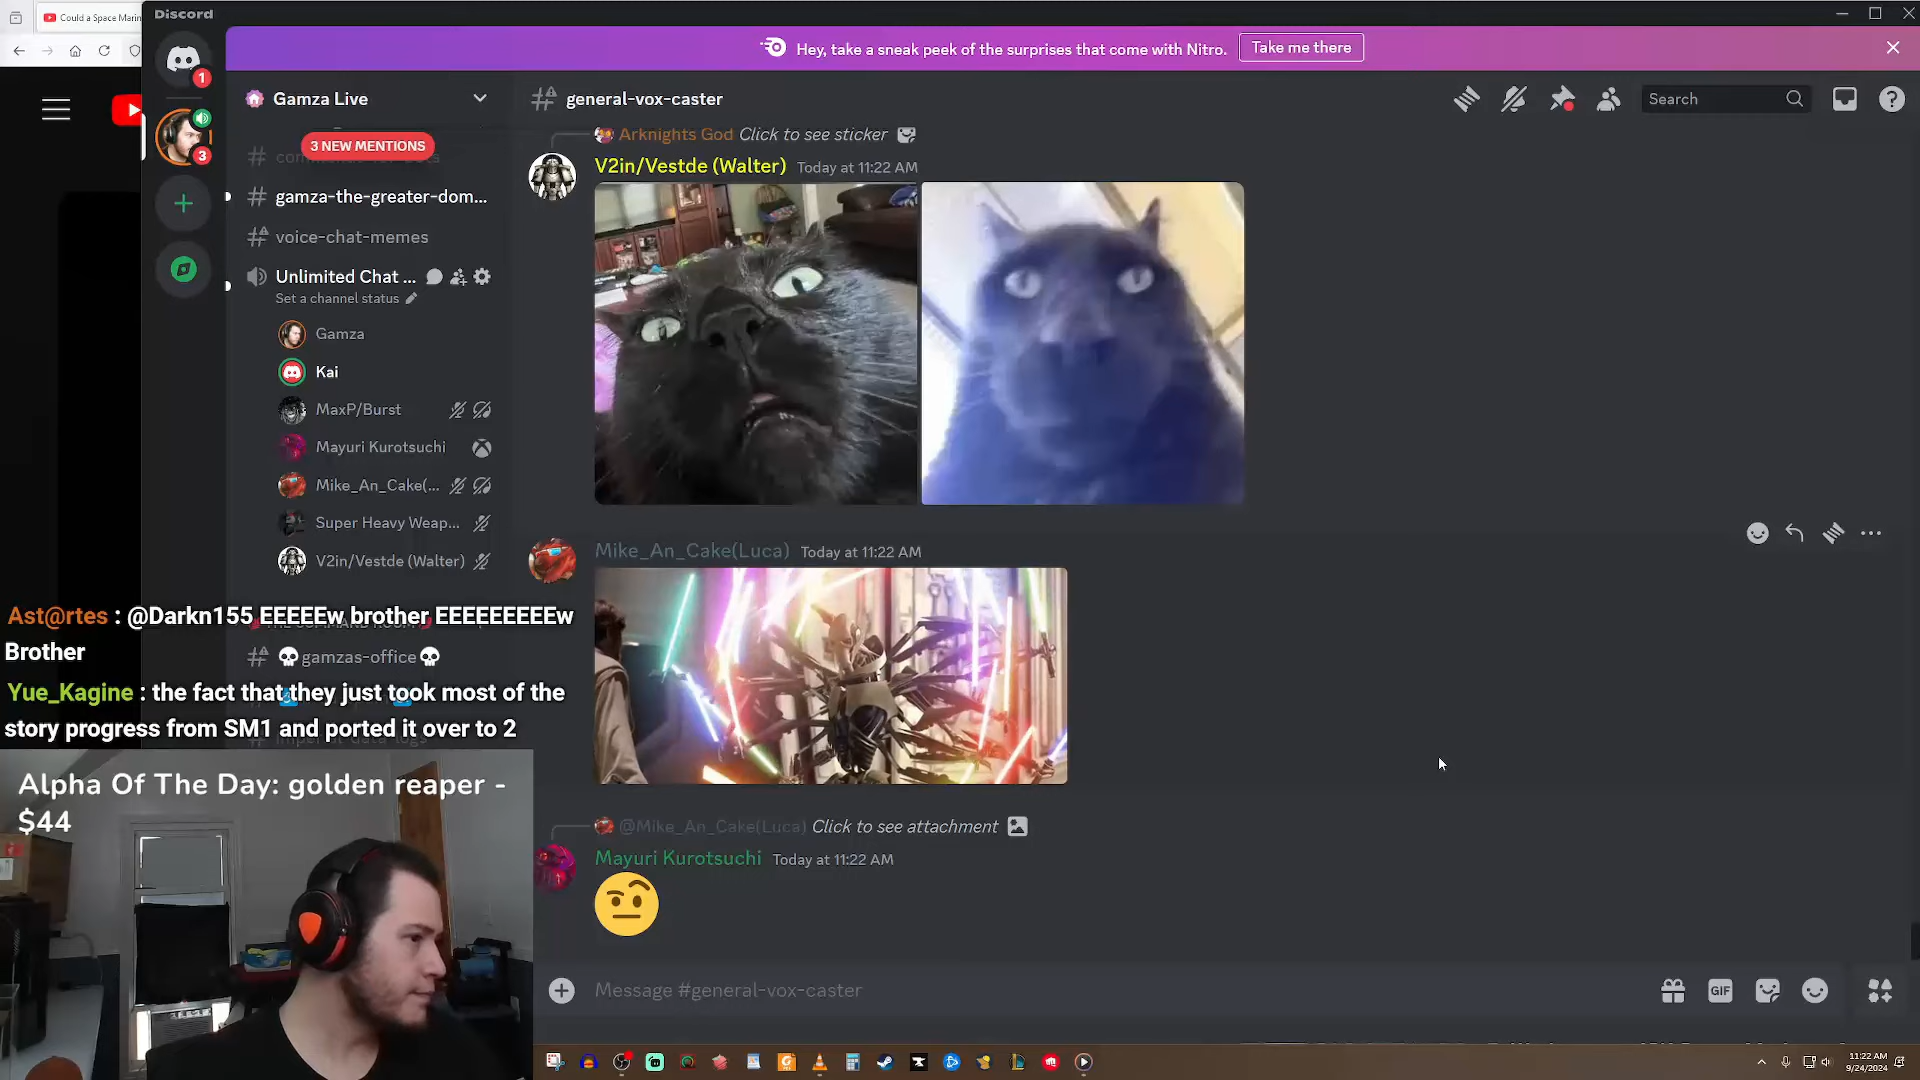 Could a Space Marin
Discord
Hey, take a sneak peek of the surprises that come with Nitro.
Take me there
1
3
Gamza Live
3 NEW MENTIONS
gamza-the-greater-dom...
voice-chat-memes
Unlimited Chat ...
Set a channel status
Gamza
Kai
MaxP/Burst
Mayuri Kurotsuchi
Mike_An_Cake(...
Super Heavy Weap...
V2in/Vestde (Walter)
gamzas-office
general-vox-caster
Search
Arknights God Click to see sticker
V2in/Vestde (Walter) Today at 11:22 AM
Mike_An_Cake(Luca) Today at 11:22 AM
@Mike_An_Cake(Luca) Click to see attachment
Mayuri Kurotsuchi Today at 11:22 AM
Message #general-vox-caster
GIF
Ast@rtes : @Darkn155 EEEEEw brother EEEEEEEEEw
Brother
Yue_Kagine : the fact that they just took most of the
story progress from SM1 and ported it over to 2
Alpha Of The Day: golden reaper -
$44
11:22 AM
9/24/2024